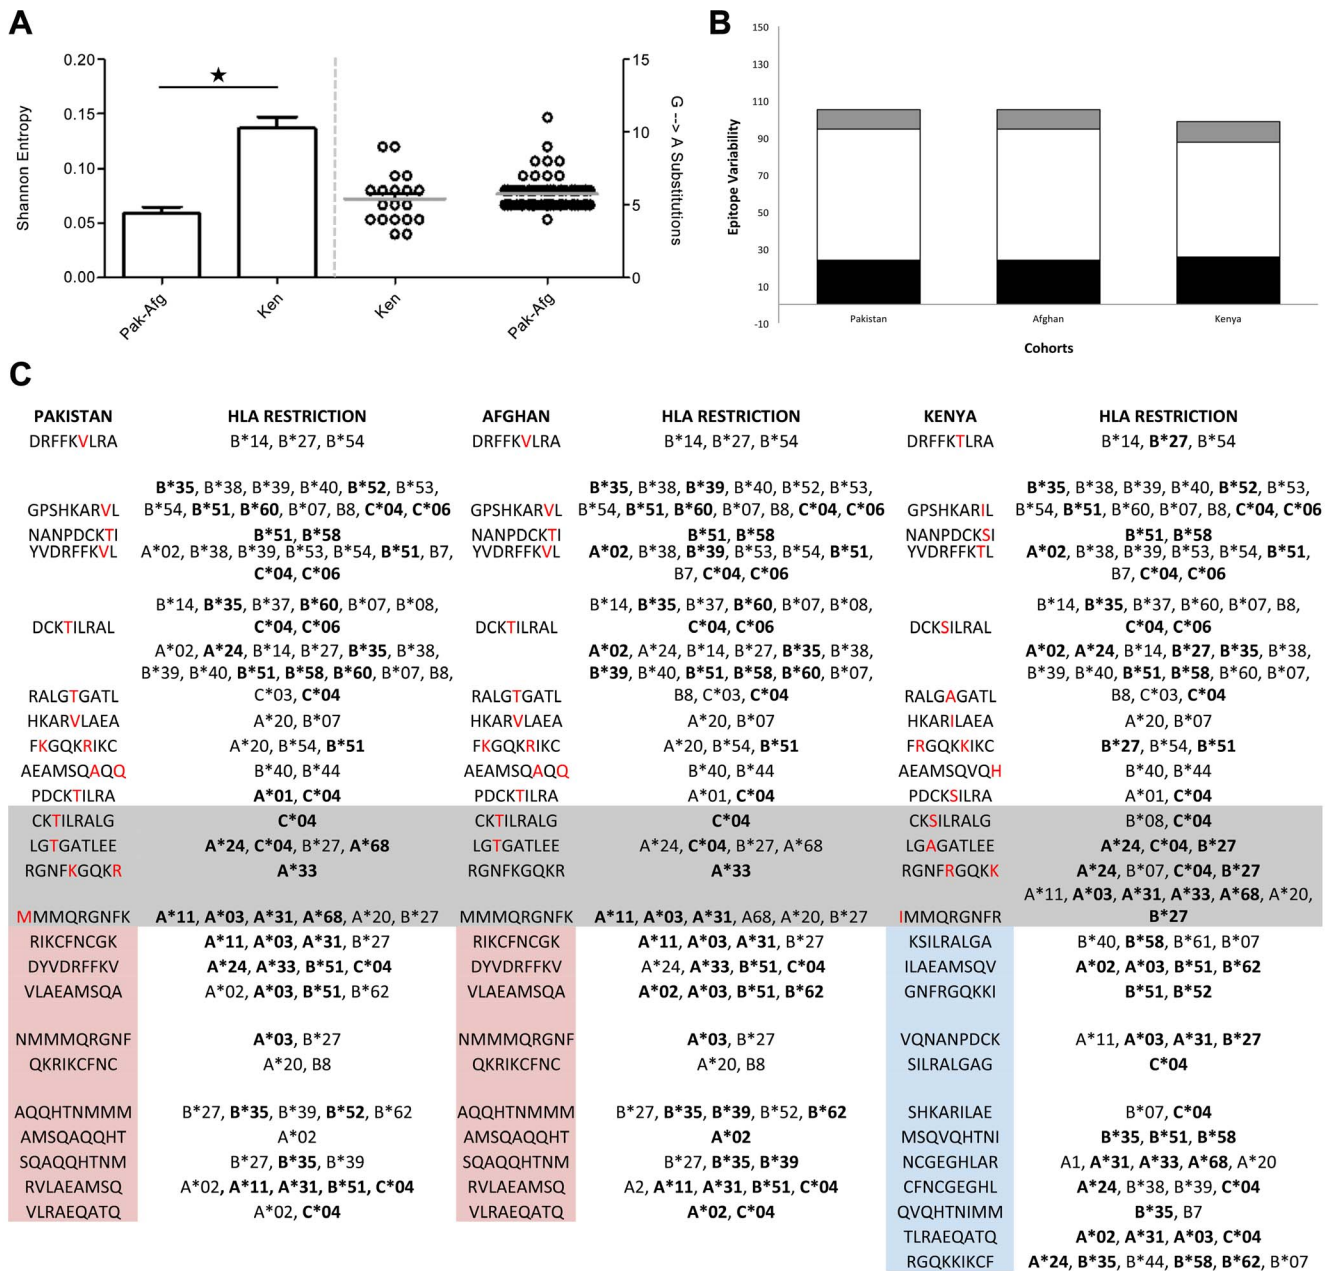 A
0.20
0.15
0.10
0.05
0.00
Shannon Entropy
★
15
10
5
0
G --> A Substitutions
Pak-Afg
Ken
Ken
Pak-Afg
B
150
130
110
90
70
50
30
10
-10
Epitope Variability
Pakistan
Afghan
Kenya
Cohorts
C
PAKISTAN HLA RESTRICTION AFGHAN HLA RESTRICTION KENYA HLA RESTRICTION
DRFFKVLRA B*14, B*27, B*54 DRFFKVLRA B*14, B*27, B*54 DRFFKTLRA B*14, B*27, B*54
B*35, B*38, B*39, B*40, B*52, B*53, B*35, B*38, B*39, B*40, B*52, B*53, B*35, B*38, B*39, B*40, B*52, B*53,
GPSHKARVL B*54, B*51, B*60, B*07, B8, C*04, C*06 GPSHKARVL B*54, B*51, B*60, B*07, B8, C*04, C*06 GPSHKARIL B*54, B*51, B*60, B*07, B8, C*04, C*06
NANPDCKTI B*51, B*58 NANPDCKTI B*51, B*58 NANPDCKSI B*51, B*58
YVDRFFKVL A*02, B*38, B*39, B*53, B*54, B*51, B7, YVDRFFKVL A*02, B*38, B*39, B*53, B*54, B*51, YVDRFFKTL A*02, B*38, B*39, B*53, B*54, B*51,
C*04, C*06 B7, C*04, C*06 B7, C*04, C*06
B*14, B*35, B*37, B*60, B*07, B*08, B*14, B*35, B*37, B*60, B*07, B*08, B*14, B*35, B*37, B*60, B*07, B8,
DCKTILRAL C*04, C*06 DCKTILRAL C*04, C*06 DCKSILRAL C*04, C*06
A*02, A*24, B*14, B*27, B*35, B*38, A*02, A*24, B*14, B*27, B*35, B*38, A*02, A*24, B*14, B*27, B*35, B*38,
B*39, B*40, B*51, B*58, B*60, B*07, B8, B*39, B*40, B*51, B*58, B*60, B*07, B*39, B*40, B*51, B*58, B*60, B*07,
RALGTGATL C*03, C*04 RALGTGATL B8, C*03, C*04 RALGAGATL B8, C*03, C*04
HKARVLAEA A*20, B*07 HKARVLAEA A*20, B*07 HKARILAEA A*20, B*07
FKGQKRIKC A*20, B*54, B*51 FKGQKRIKC A*20, B*54, B*51 FRGQKKIKC B*27, B*54, B*51
AEAMSQAQQ B*40, B*44 AEAMSQAQQ B*40, B*44 AEAMSQVQH B*40, B*44
PDCKTILRA A*01, C*04 PDCKTILRA A*01, C*04 PDCKSILRA A*01, C*04
CKTILRALG C*04 CKTILRALG C*04 CKSILRALG B*08, C*04
LGTGATLEE A*24, C*04, B*27, A*68 LGTGATLEE A*24, C*04, B*27, A*68 LGAGATLEE A*24, C*04, B*27
RGNFKGQKR A*33 RGNFKGQKR A*33 RGNFRGQKK A*24, B*07, C*04, B*27
A*11, A*03, A*31, A*33, A*68, A*20,
MMMQRGNFK A*11, A*03, A*31, A*68, A*20, B*27 MMMQRGNFK A*11, A*03, A*31, A68, A*20, B*27 IMMQRGNFR B*27
RIKCFNCGK A*11, A*03, A*31, B*27 RIKCFNCGK A*11, A*03, A*31, B*27 KSILRALGA B*40, B*58, B*61, B*07
DYVDRFFKV A*24, A*33, B*51, C*04 DYVDRFFKV A*24, A*33, B*51, C*04 ILAEAMSQV A*02, A*03, B*51, B*62
VLAEAMSQA A*02, A*03, B*51, B*62 VLAEAMSQA A*02, A*03, B*51, B*62 GNFRGQKKI B*51, B*52
NMMMQRGNF A*03, B*27 NMMMQRGNF A*03, B*27 VQNANPDCK A*11, A*03, A*31, B*27
QKRIKCFNC A*20, B8 QKRIKCFNC A*20, B8 SILRALGAG C*04
AQQHTNMMM B*27, B*35, B*39, B*52, B*62 AQQHTNMMM B*27, B*35, B*39, B*52, B*62 SHKARILAE B*07, C*04
AMSQAQQHT A*02 AMSQAQQHT A*02 MSQVQHTNI B*35, B*51, B*58
SQAQQHTNM B*27, B*35, B*39 SQAQQHTNM B*27, B*35, B*39 NCGEGHLAR A1, A*31, A*33, A*68, A*20
RVLAEAMSQ A*02, A*11, A*31, B*51, C*04 RVLAEAMSQ A2, A*11, A*31, B*51, C*04 CFNCGEGHL A*24, B*38, B*39, C*04
VLRAEQATQ A*02, C*04 VLRAEQATQ A*02, C*04 QVQHTNIMM B*35, B7
TLRAEQATQ A*02, A*31, A*03, C*04
RGQKKIKCF A*24, B*35, B*44, B*58, B*62, B*07